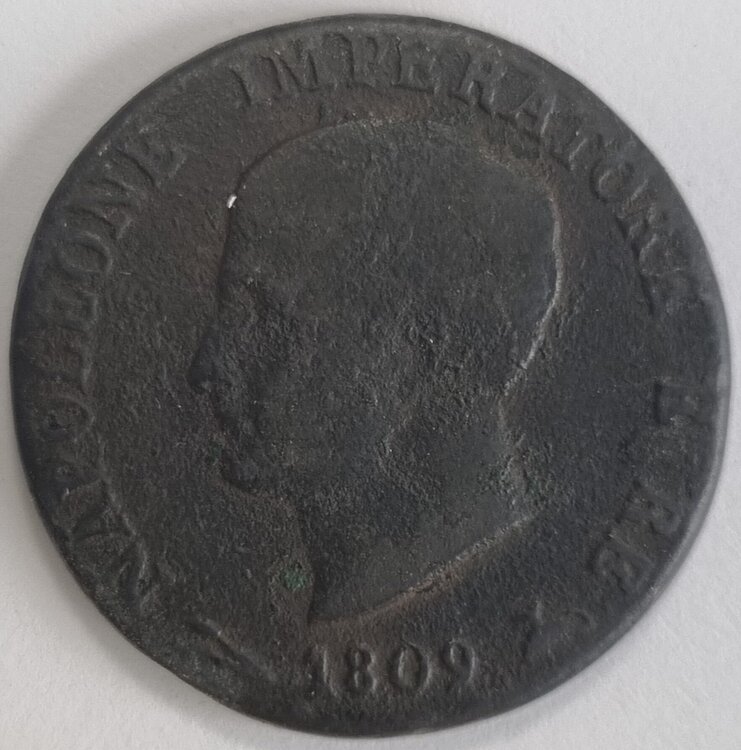 NAPOLEONE IMPERATORE E RE
1809